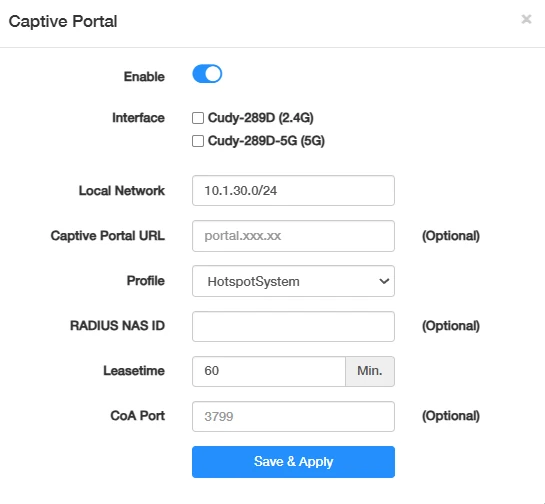 Captive Portal ×
Enable
Interface Cudy-289D (2.4G)
Cudy-289D-5G (5G)
Local Network 10.1.30.0/24
Captive Portal URL portal.xxx.xx (Optional)
Profile HotspotSystem
RADIUS NAS ID (Optional)
Leasetime 60 Min.
CoA Port 3799 (Optional)
Save & Apply